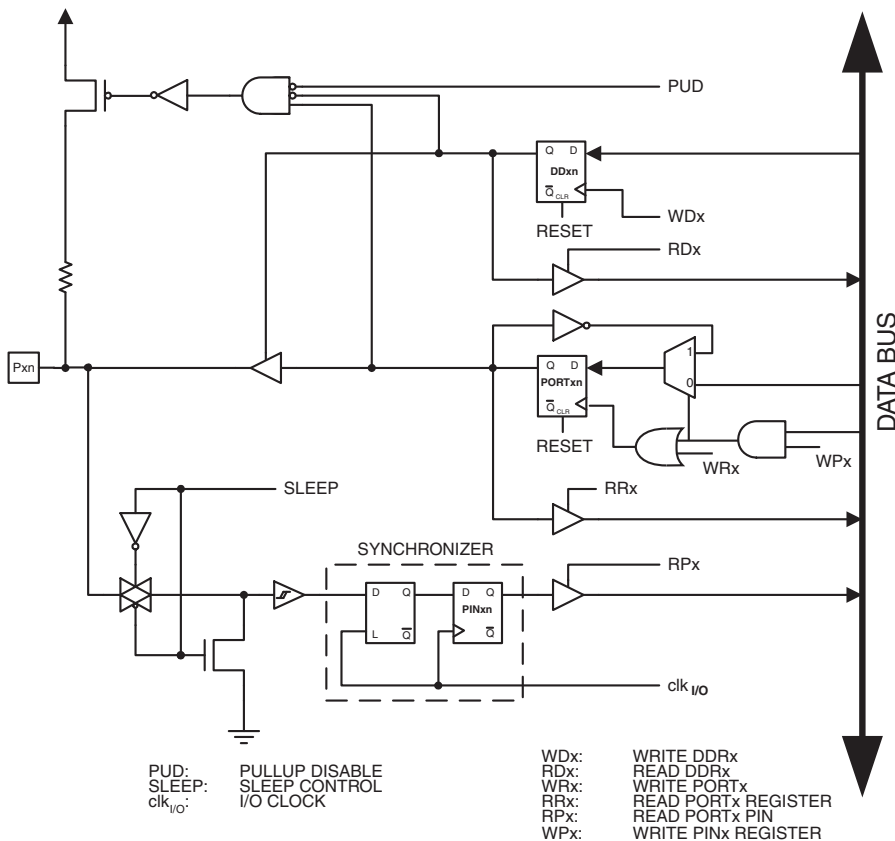 PUD
Q D
DDxn
Q CLR
WDx
RESET
RDx
1
Pxn
Q D
PORTxn
0
Q CLR
DATA BUS
RESET
WRx
WPx
SLEEP
RRx
SYNCHRONIZER
RPx
D Q
D Q
PINxn
L Q
Q
clk I/O
PUD: PULLUP DISABLE
SLEEP: SLEEP CONTROL
clk I/O: I/O CLOCK
WDx: WRITE DDRx
RDx: READ DDRx
WRx: WRITE PORTx
RRx: READ PORTx REGISTER
RPx: READ PORTx PIN
WPx: WRITE PINx REGISTER